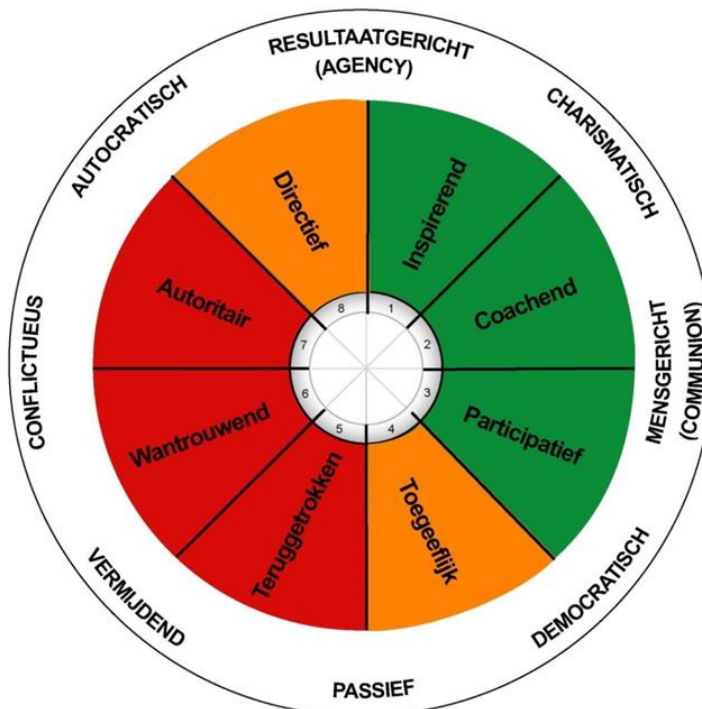 RESULTAATGERICHT
(AGENCY)
CHARISMATISCH
MENSGERICHT
(COMMUNION)
DEMOCRATISCH
PASSIEF
VERMIJDEND
CONFLICTUEUS
AUTOCRATISCH
Inspirerend
Coachend
Participatief
Toegeeflijk
Teruggetrokken
Wantrouwend
Autoritair
Directief
1
2
3
4
5
6
7
8